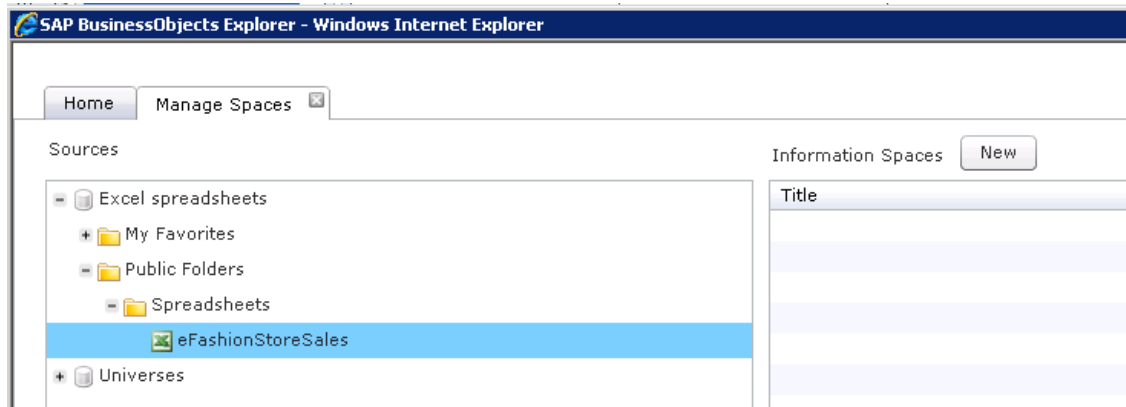 SAP BusinessObjects Explorer - Windows Internet Explorer
Home
Manage Spaces
Sources
Information Spaces
New
Excel spreadsheets
Title
My Favorites
Public Folders
Spreadsheets
eFashionStoreSales
Universes